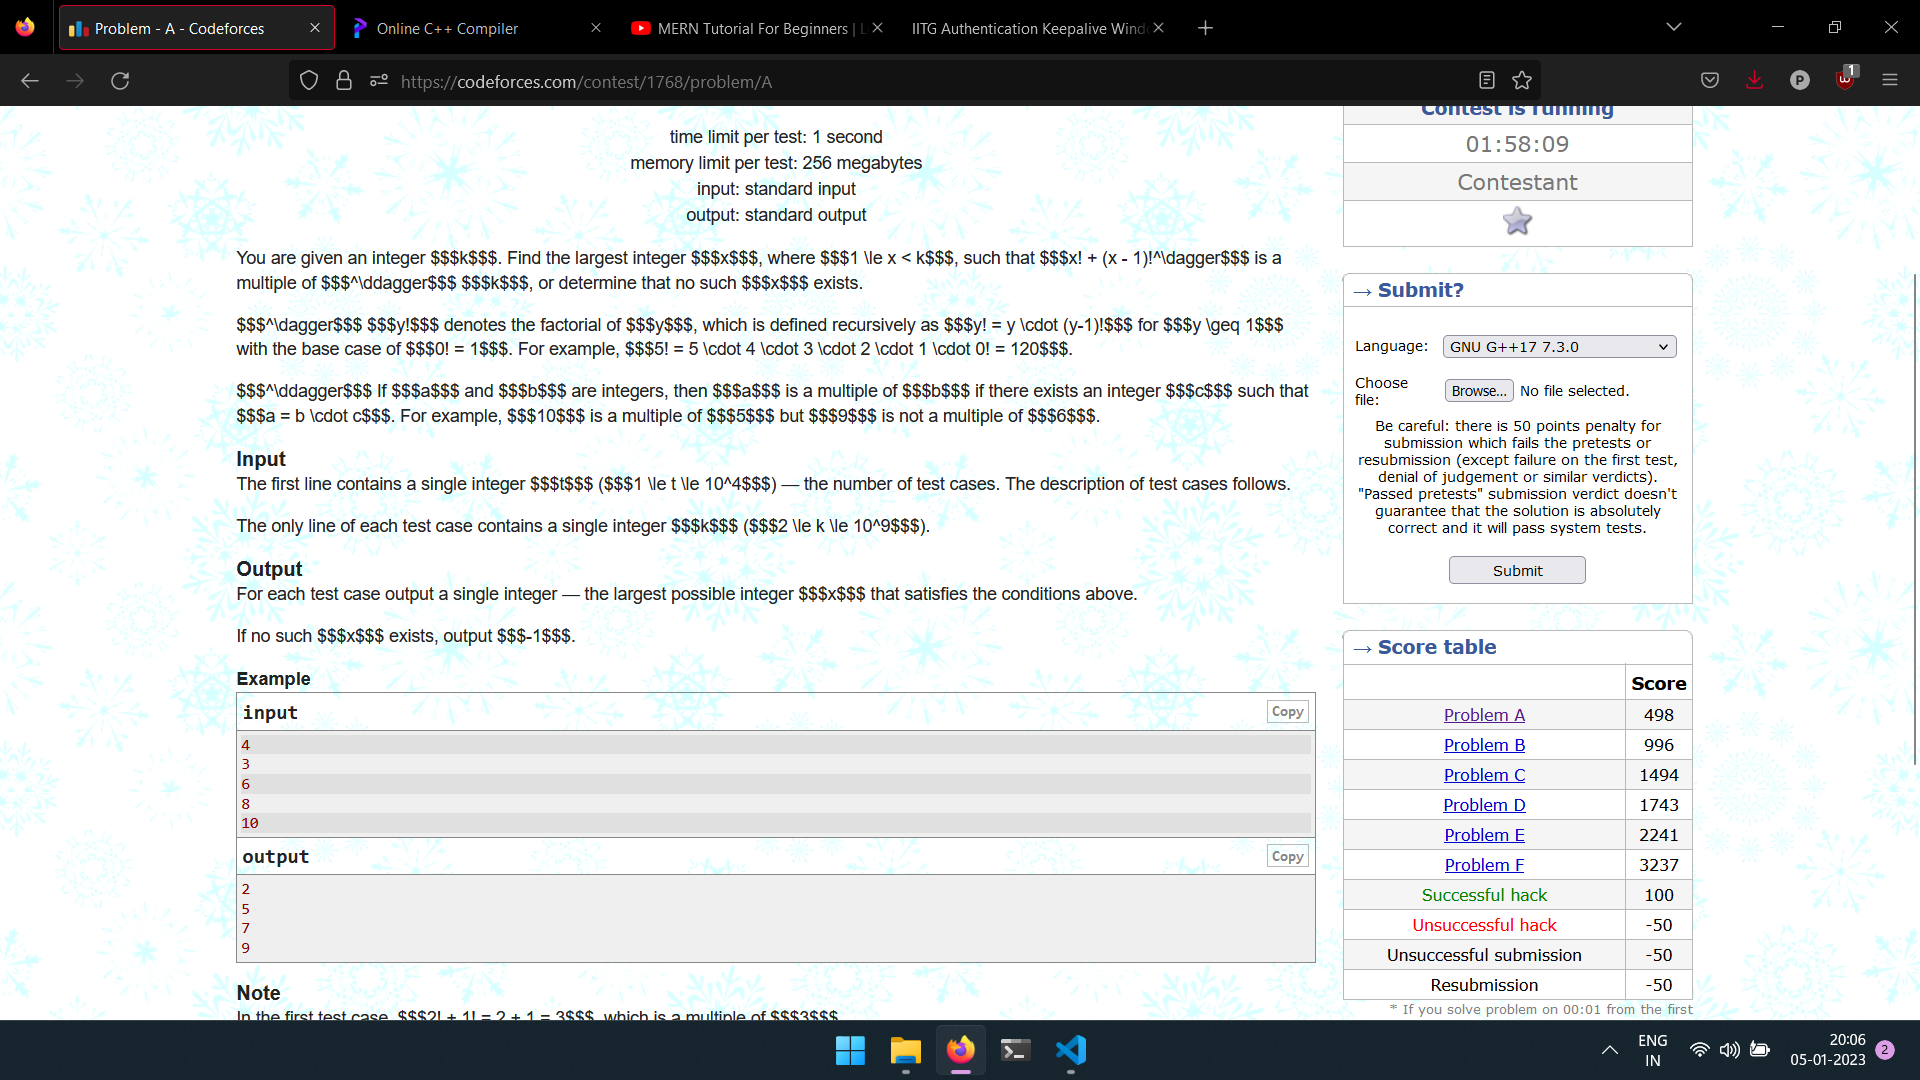 Problem - A - Codeforces
Online C++ Compiler
MERN Tutorial For Beginners |
IITG Authentication Keepalive
https://codeforces.com/contest/1768/problem/A
1
P
time limit per test: 1 second
memory limit per test: 256 megabytes
input: standard input
output: standard output
You are given an integer $$$k$$$. Find the largest integer $$$x$$$, where $$$1 \le x < k$$$, such that $$$x! + (x - 1)!^\dagger$$$ is a
multiple of $$$^\ddagger$$$ $$$k$$$, or determine that no such $$$x$$$ exists.
$$$^\dagger$$$ $$$y!$$$ denotes the factorial of $$$y$$$, which is defined recursively as $$$y! = y \cdot (y-1)!$$$ for $$$y \geq 1$$$
with the base case of $$$0! = 1$$$. For example, $$$5! = 5 \cdot 4 \cdot 3 \cdot 2 \cdot 1 \cdot 0! = 120$$$.
$$$^\ddagger$$$ If $$$a$$$ and $$$b$$$ are integers, then $$$a$$$ is a multiple of $$$b$$$ if there exists an integer $$$c$$$ such that
$$$a = b \cdot c$$$. For example, $$$10$$$ is a multiple of $$$5$$$ but $$$9$$$ is not a multiple of $$$6$$$.
Input
The first line contains a single integer $$$t$$$ ($$$1 \le t \le 10^4$$$) — the number of test cases. The description of test cases follows.
The only line of each test case contains a single integer $$$k$$$ ($$$2 \le k \le 10^9$$$).
Output
For each test case output a single integer — the largest possible integer $$$x$$$ that satisfies the conditions above.
If no such $$$x$$$ exists, output $$$-1$$$.
Example
input
Copy
4
3
6
8
10
output
Copy
2
5
7
9
Note
In the first test case, $$$2! + 1! = 2 + 1 = 3$$$, which is a multiple of $$$3$$$
Contest is running
01:58:09
Contestant
→ Submit?
Language: GNU G++17 7.3.0
Choose
file:
Browse... No file selected.
Be careful: there is 50 points penalty for
submission which fails the pretests or
resubmission (except failure on the first test,
denial of judgement or similar verdicts).
"Passed pretests" submission verdict doesn't
guarantee that the solution is absolutely
correct and it will pass system tests.
Submit
→ Score table
Score
Problem A 498
Problem B 996
Problem C 1494
Problem D 1743
Problem E 2241
Problem F 3237
Successful hack 100
Unsuccessful hack -50
Unsuccessful submission -50
Resubmission -50
* If you solve problem on 00:01 from the first
ENG
IN
20:06
05-01-2023
2